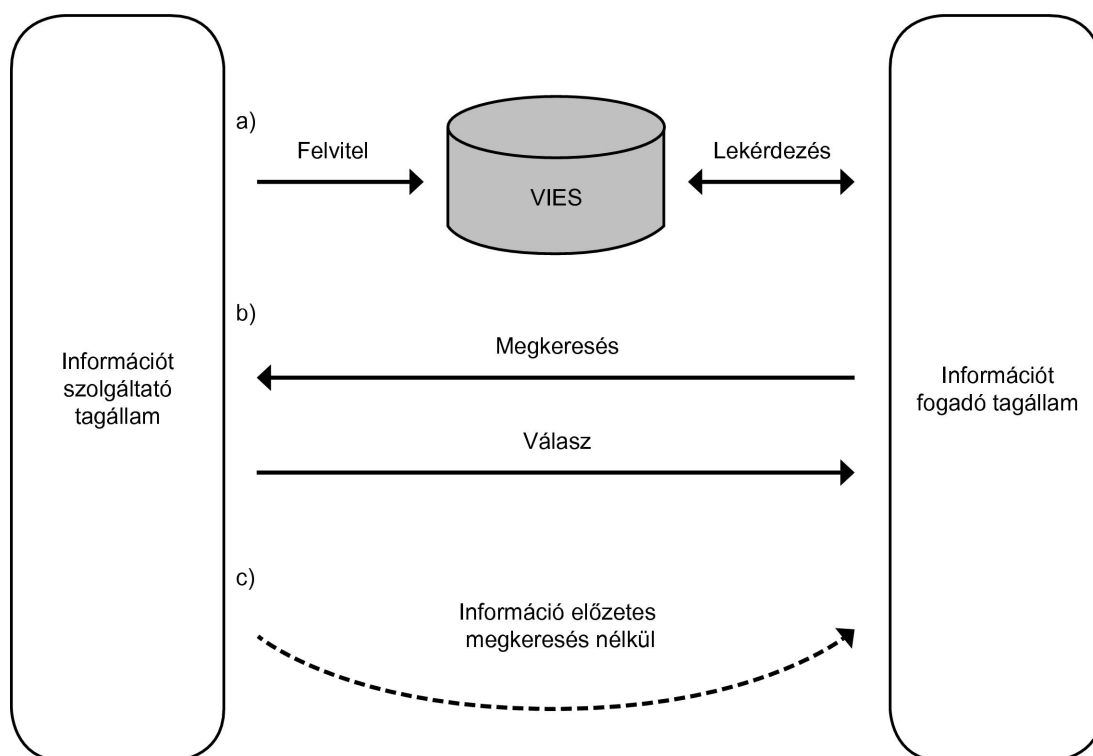 a)
Felvitel
VIES
Lekérdezés
b)
Megkeresés
Információt
szolgáltató
tagállam
Információt
fogadó tagállam
Válasz
c)
Információ előzetes
megkeresés nélkül